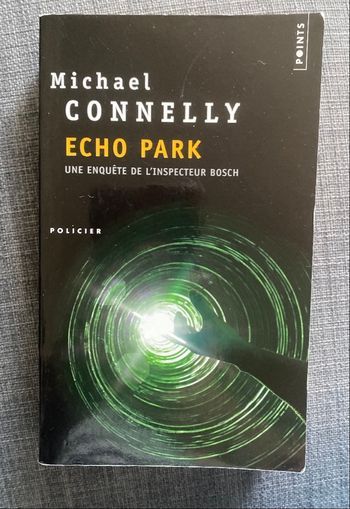 POINTS
Michael
CONNELLY
ECHO PARK
UNE ENQUÊTE DE L'INSPECTEUR BOSCH
POLICIER